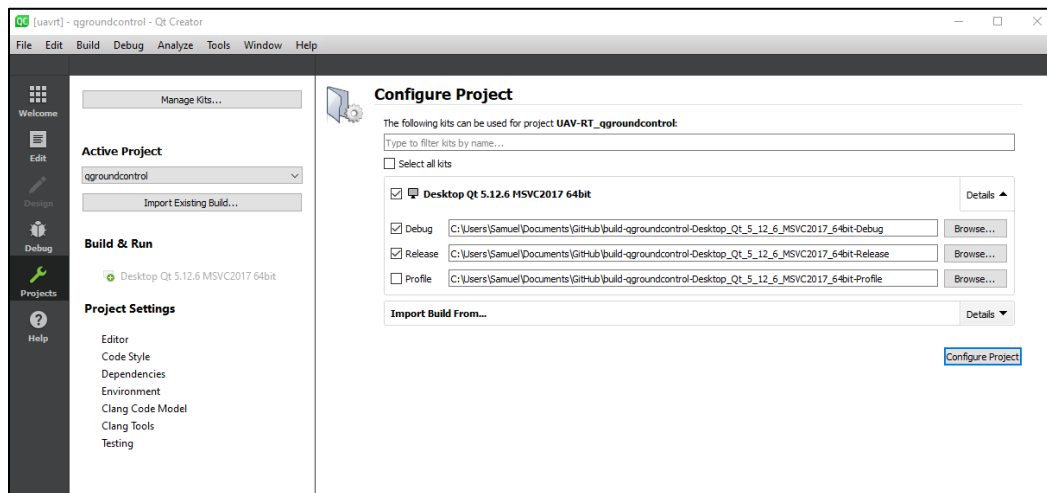 QC [uavrt] - qgroundcontrol - Qt Creator
File Edit Build Debug Analyze Tools Window Help
Welcome
Edit
Design
Debug
Projects
Help
Manage Kits...
Active Project
qgroundcontrol
Import Existing Build...
Build & Run
Desktop Qt 5.12.6 MSVC2017 64bit
Project Settings
Editor
Code Style
Dependencies
Environment
Clang Code Model
Clang Tools
Testing
Configure Project
The following kits can be used for project UAV-RT_qgroundcontrol:
Type to filter kits by name...
Select all kits
Desktop Qt 5.12.6 MSVC2017 64bit Details
Debug C:\Users\Samuel\Documents\GitHub\build-qgroundcontrol-Desktop_Qt_5_12_6_MSVC2017_64bit-Debug Browse...
Release C:\Users\Samuel\Documents\GitHub\build-qgroundcontrol-Desktop_Qt_5_12_6_MSVC2017_64bit-Release Browse...
Profile C:\Users\Samuel\Documents\GitHub\build-qgroundcontrol-Desktop_Qt_5_12_6_MSVC2017_64bit-Profile Browse...
Import Build From... Details
Configure Project